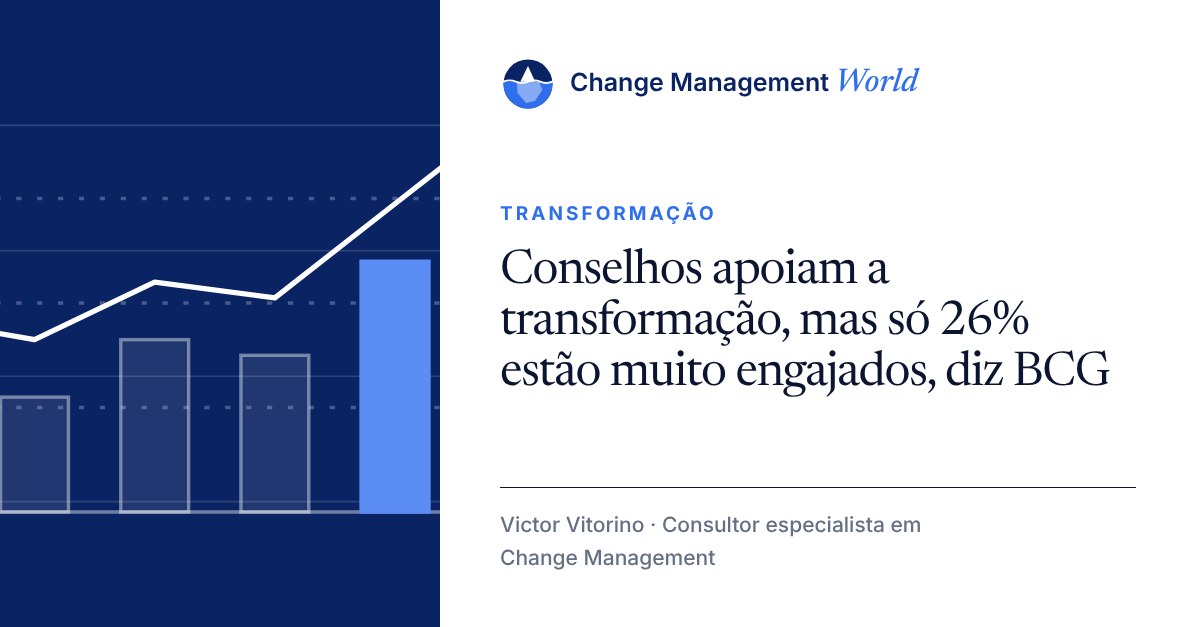 Change Management World
TRANSFORMAÇÃO
Conselhos apoiam a
transformação, mas só 26%
estão muito engajados, diz BCG
Victor Vitorino · Consultor especialista em
Change Management